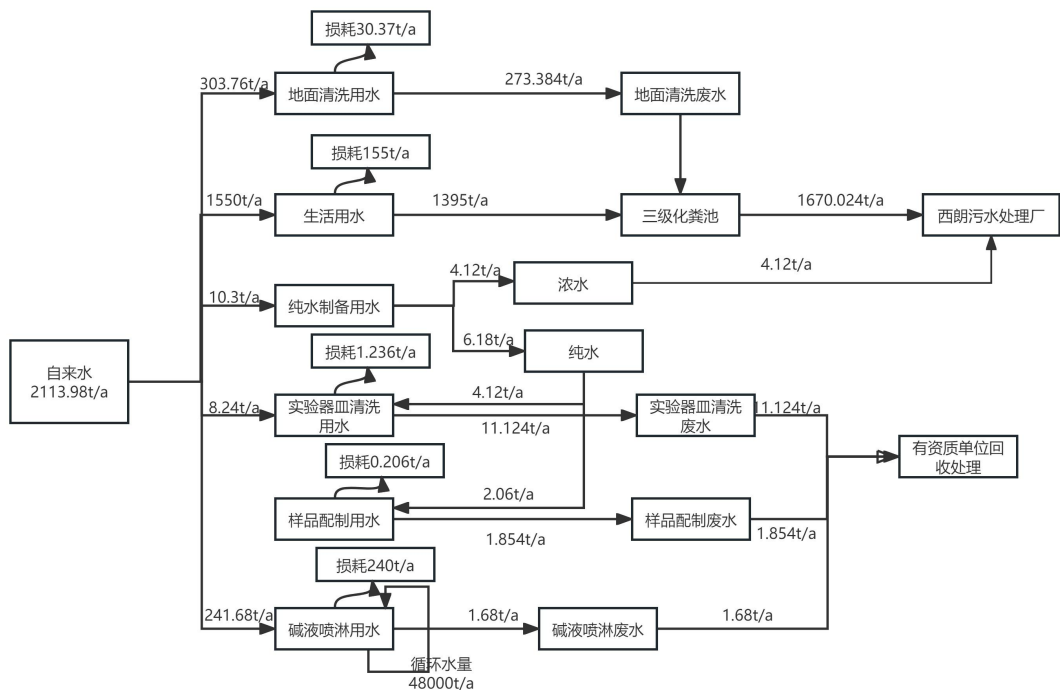 损耗30.37t/a
303.76t/a
地面清洗用水
273.384t/a
地面清洗废水
损耗155t/a
1550t/a
生活用水
1395t/a
三级化粪池
1670.024t/a
西朗污水处理厂
4.12t/a
浓水
4.12t/a
10.3t/a
纯水制备用水
6.18t/a
纯水
损耗1.236t/a
自来水
2113.98t/a
8.24t/a
实验器皿清洗
用水
4.12t/a
11.124t/a
实验器皿清洗
废水
11.124t/a
有资质单位回
收处理
损耗0.206t/a
样品配制用水
2.06t/a
1.854t/a
样品配制废水
1.854t/a
损耗240t/a
241.68t/a
碱液喷淋用水
1.68t/a
碱液喷淋废水
1.68t/a
循环水量
48000t/a